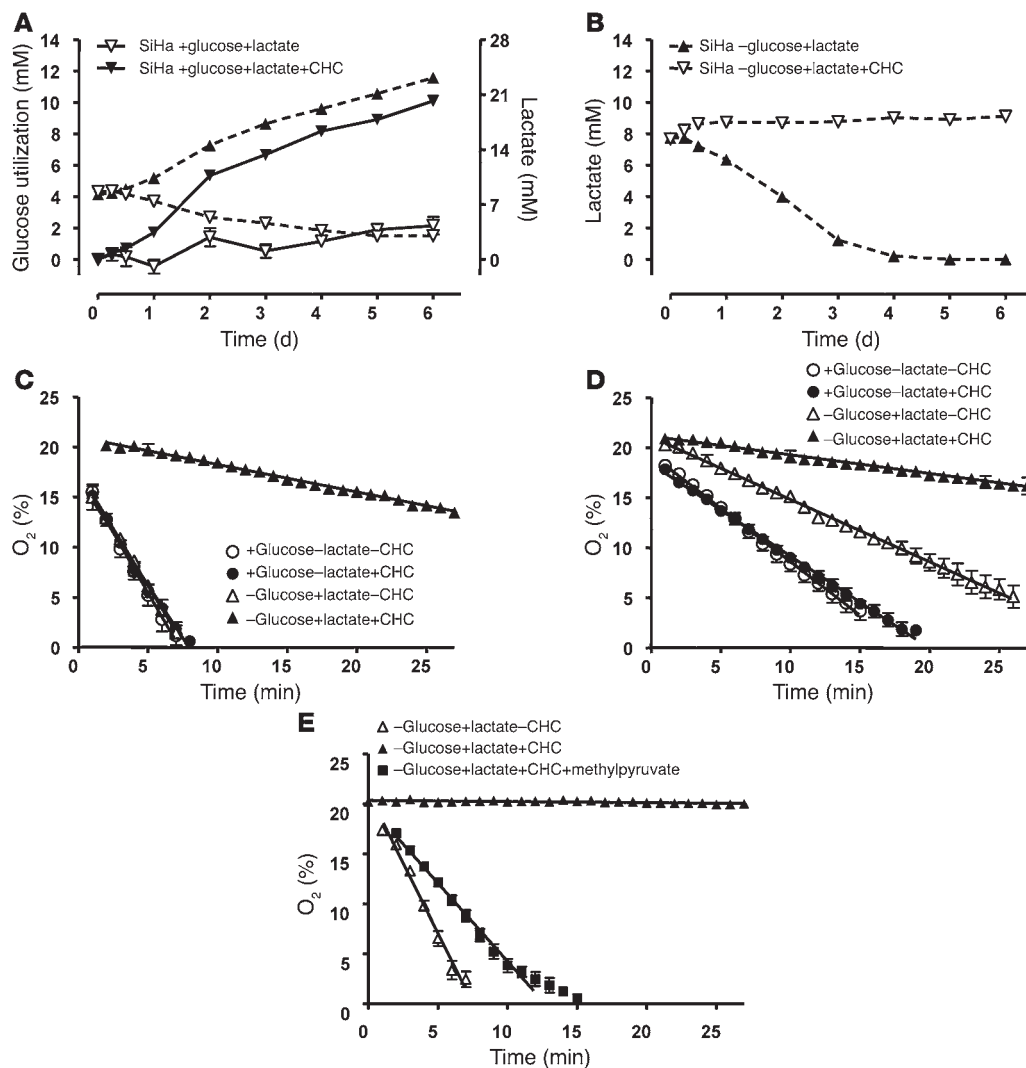 A
SiHa +glucose+lactate
SiHa +glucose+lactate+CHC
Glucose utilization (mM)
14
12
10
8
6
4
2
0
28
21
14
7
0
Lactate (mM)
0 1 2 3 4 5 6
Time (d)
B
SiHa –glucose+lactate
SiHa –glucose+lactate+CHC
Lactate (mM)
14
12
10
8
6
4
2
0
0 1 2 3 4 5 6
Time (d)
C
O2 (%)
25
20
15
10
5
0
+Glucose–lactate–CHC
+Glucose–lactate+CHC
–Glucose+lactate–CHC
–Glucose+lactate+CHC
0 5 10 15 20 25
Time (min)
D
+Glucose–lactate–CHC
+Glucose–lactate+CHC
–Glucose+lactate–CHC
–Glucose+lactate+CHC
O2 (%)
25
20
15
10
5
0
0 5 10 15 20 25
Time (min)
E
–Glucose+lactate–CHC
–Glucose+lactate+CHC
–Glucose+lactate+CHC+methylpyruvate
O2 (%)
25
20
15
10
5
0
0 5 10 15 20 25
Time (min)